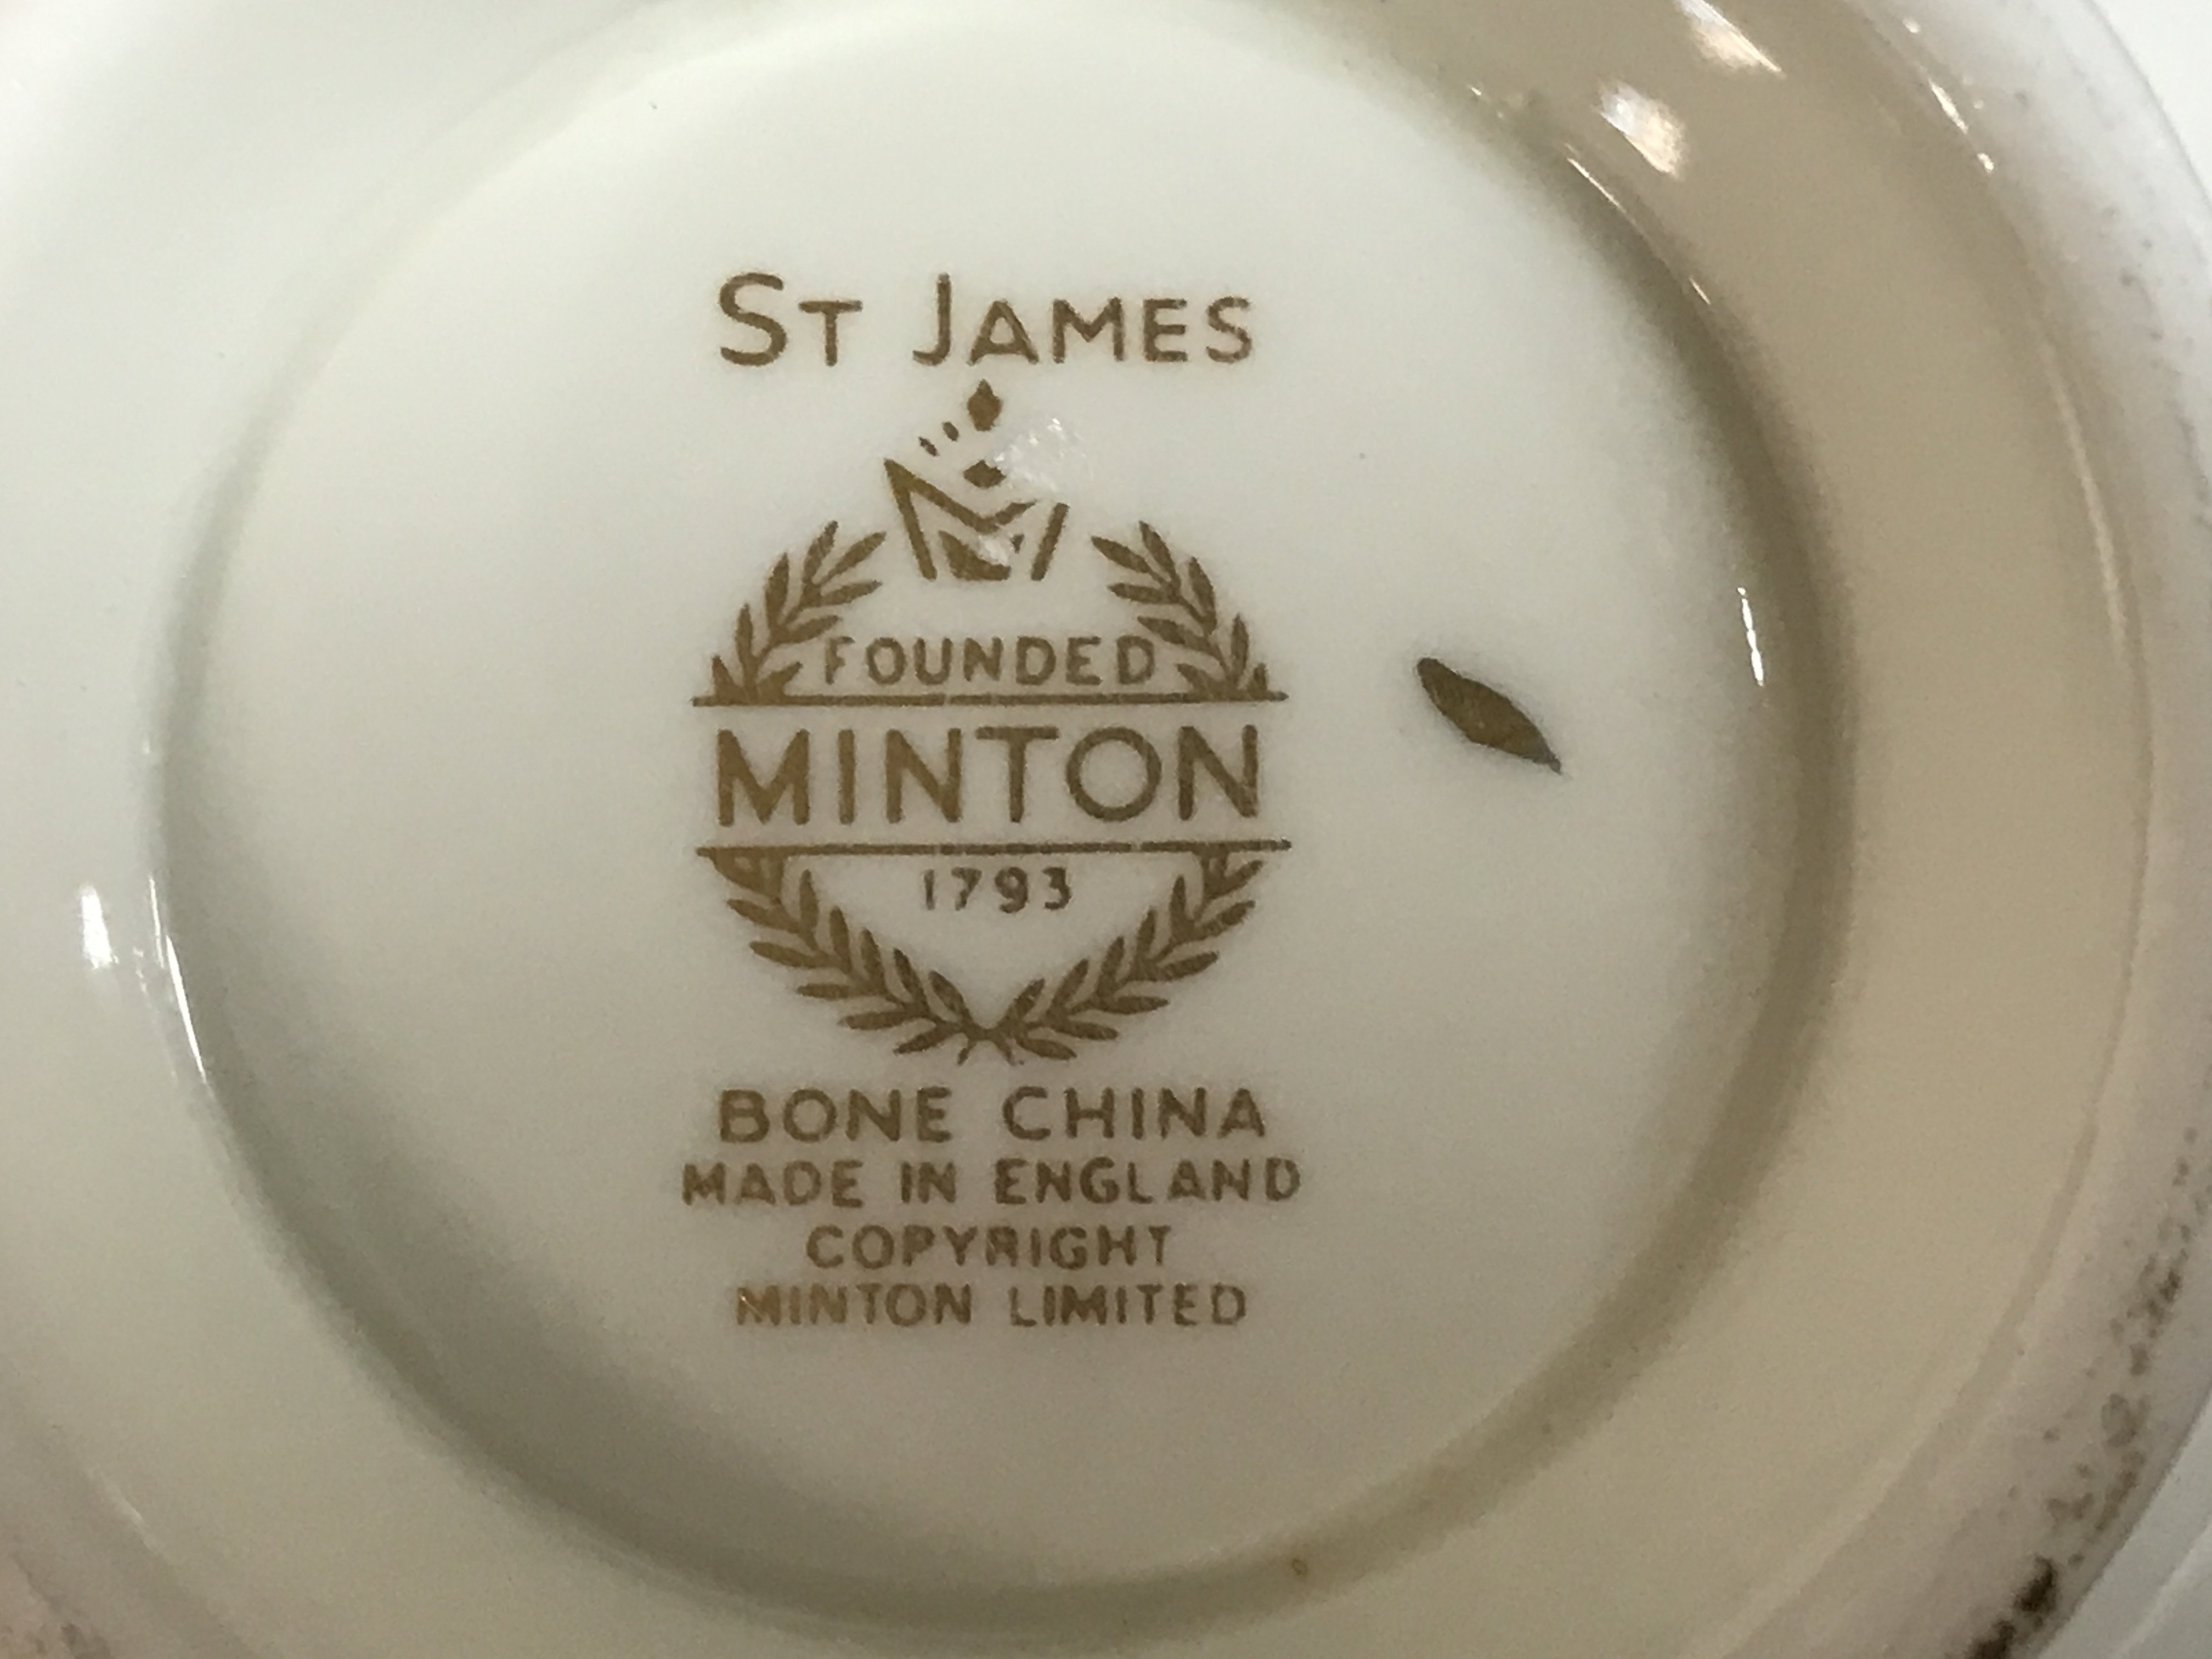 ST JAMES
FOUNDED
MINTON
1793
BONE CHINA
MADE IN ENGLAND
COPYRIGHT
MINTON LIMITED